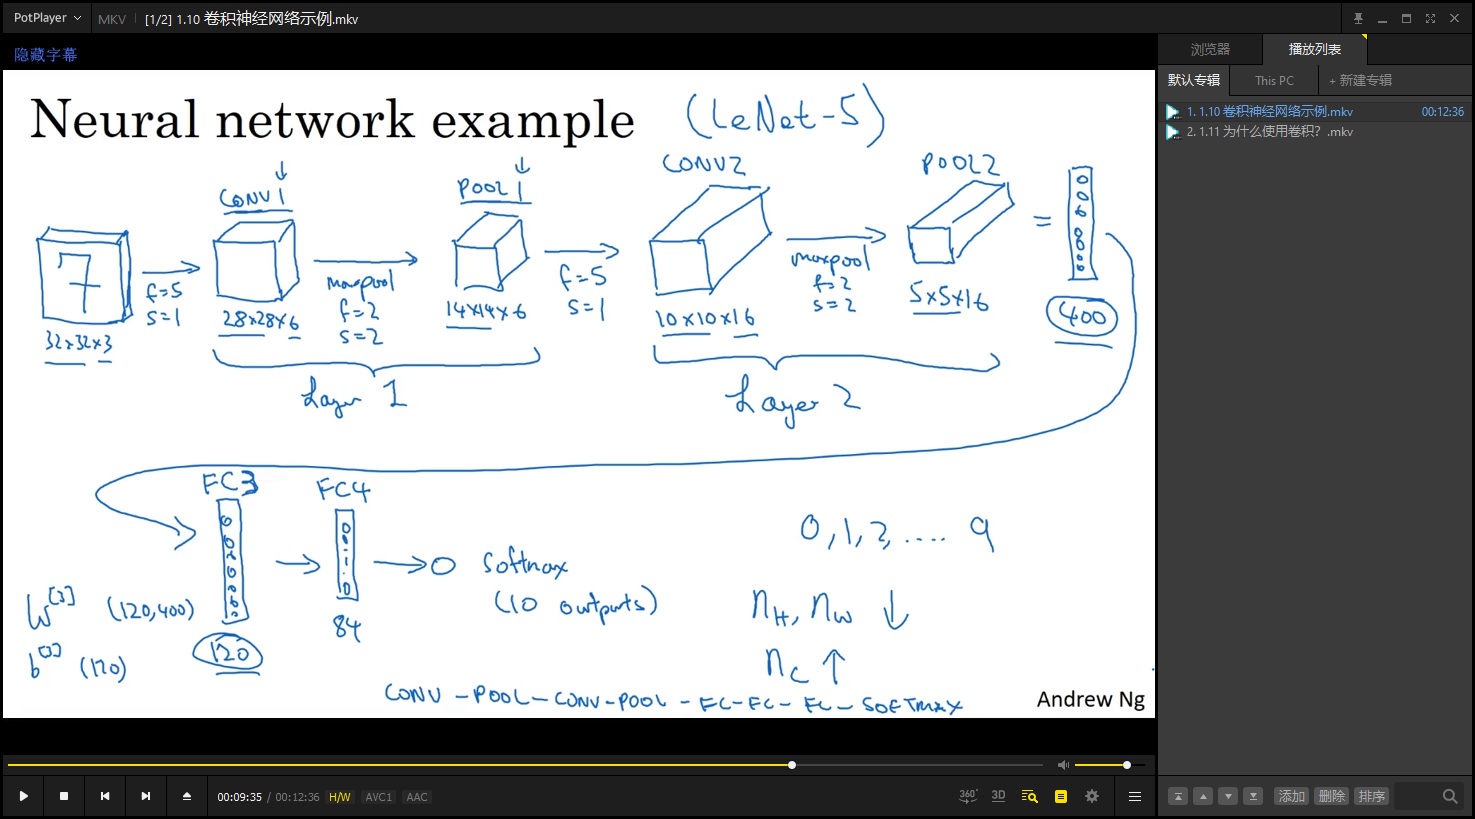 PotPlayer
MKV
[1/2] 1.10 卷积神经网络示例.mkv
隐藏字幕
浏览器
播放列表
默认专辑
This PC
+ 新建专辑
1. 1.10 卷积神经网络示例.mkv 00:12:36
2. 1.11 为什么使用卷积? .mkv
Neural network example (LeNet-5)
CONV1
POOL1
CONV2
POOL2
7
f=5
s=1
maxpool
f=2
s=2
f=5
s=1
maxpool
f=2
s=2
32×32×3
28×28×6
14×14×6
10×10×16
5×5×16
=
400
Layer 1
Layer 2
FC3
FC4
0,1,2,....9
Softmax
(10 outputs)
W[3] (120,400)
b[3] (120)
120
84
nH, nW ↓
nC ↑
CONV-POOL-CONV-POOL-FC-FC-FC-SOFTMAX
Andrew Ng
00:09:35 / 00:12:36 H/W AVC1 AAC
360° 3D
添加 删除 排序